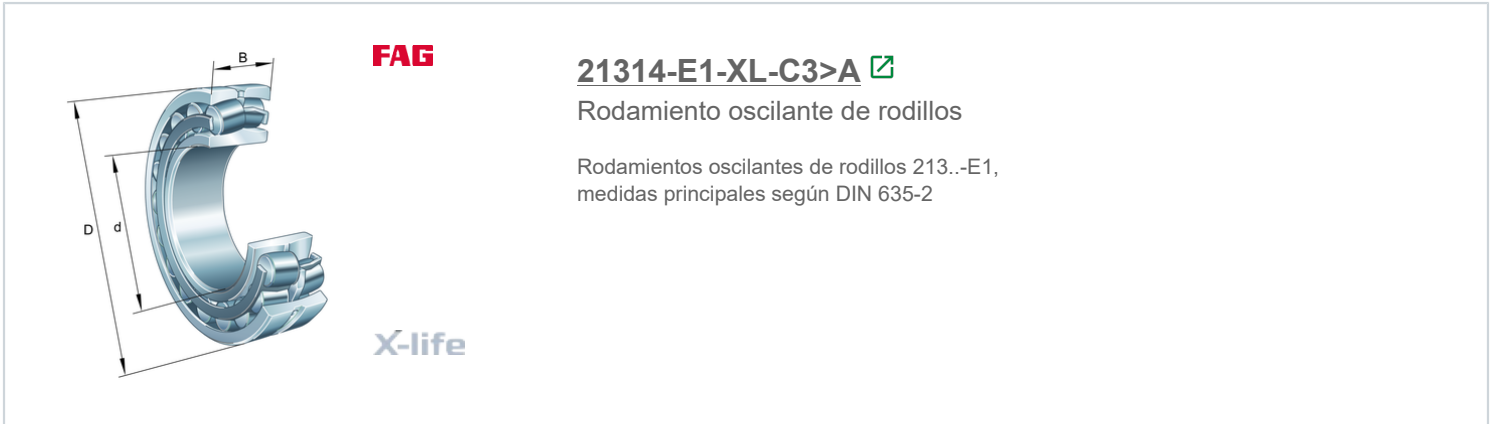 B
D
d
FAG
X-life
21314-E1-XL-C3>A
Rodamiento oscilante de rodillos
Rodamientos oscilantes de rodillos 213..-E1,
medidas principales según DIN 635-2